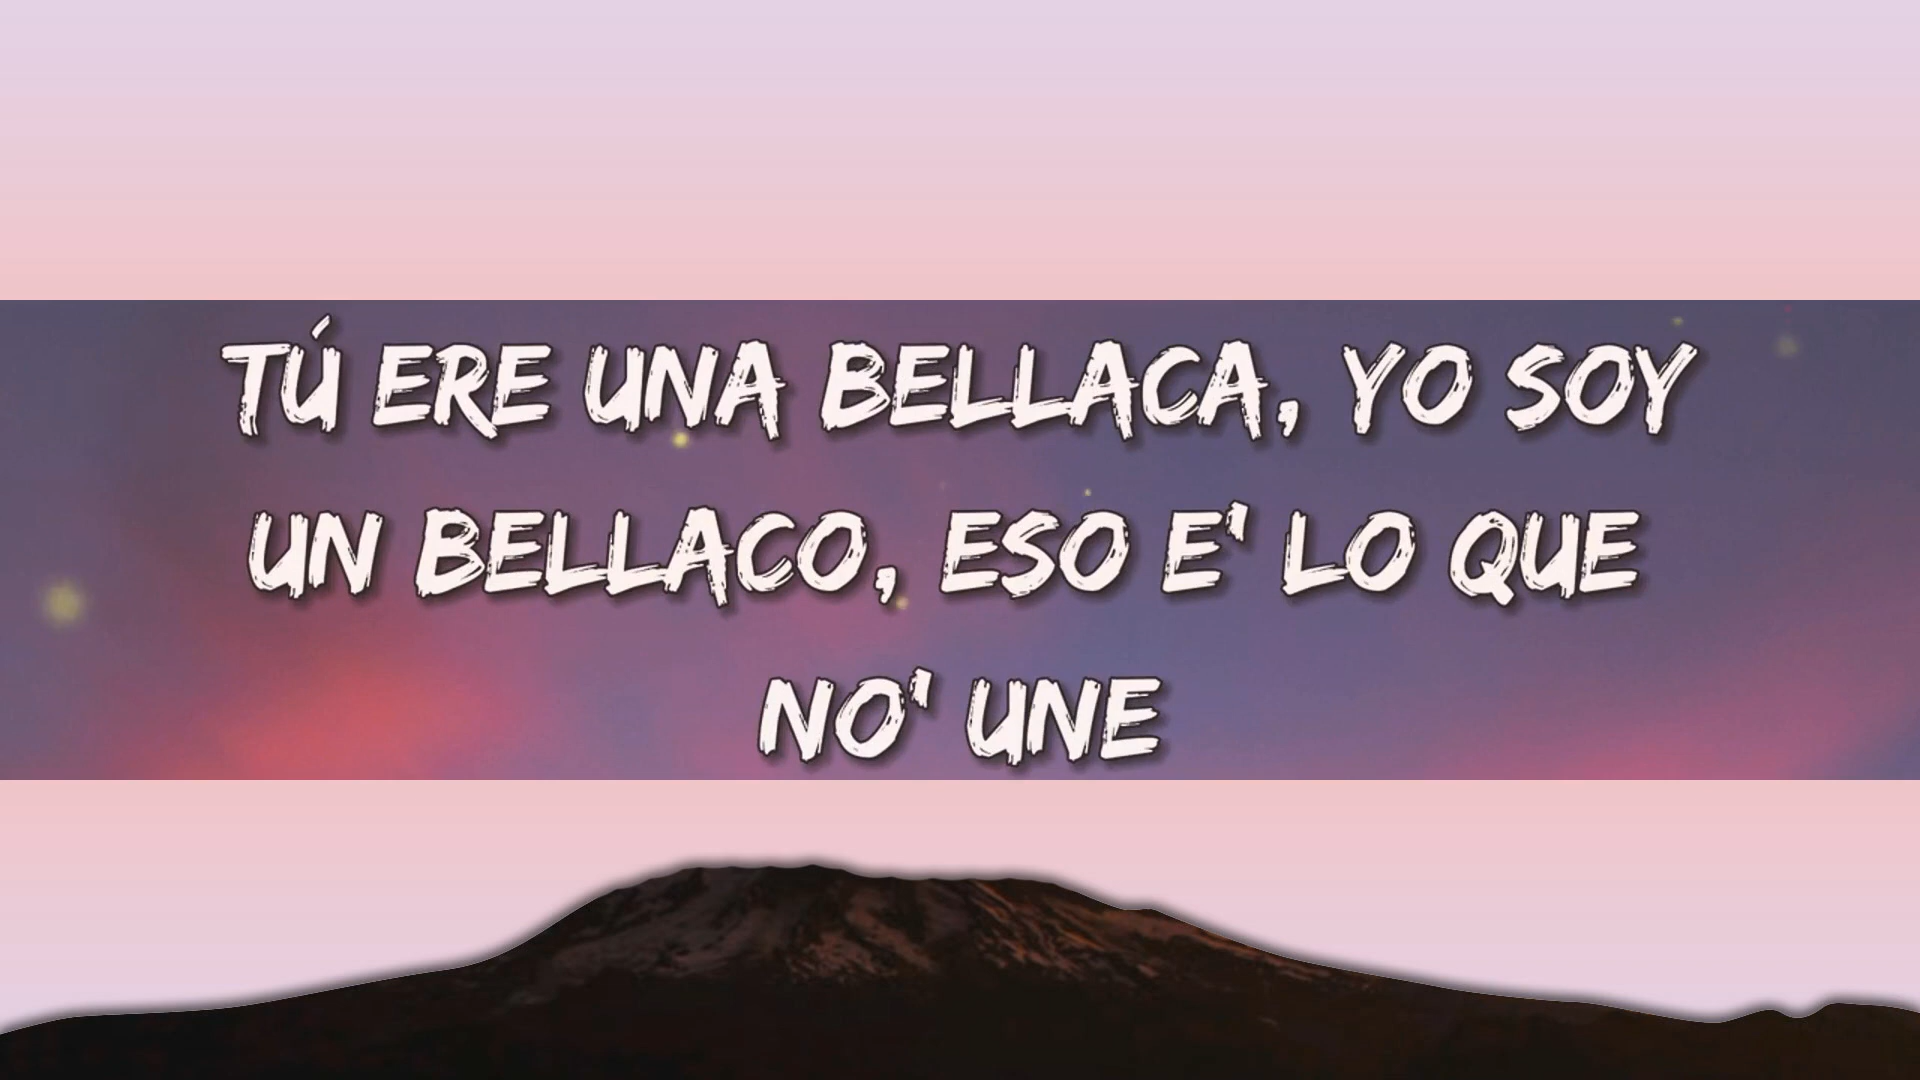 TÚ ERE UNA BELLACA, YO SOY
UN BELLACO, ESO E' LO QUE
NO' UNE